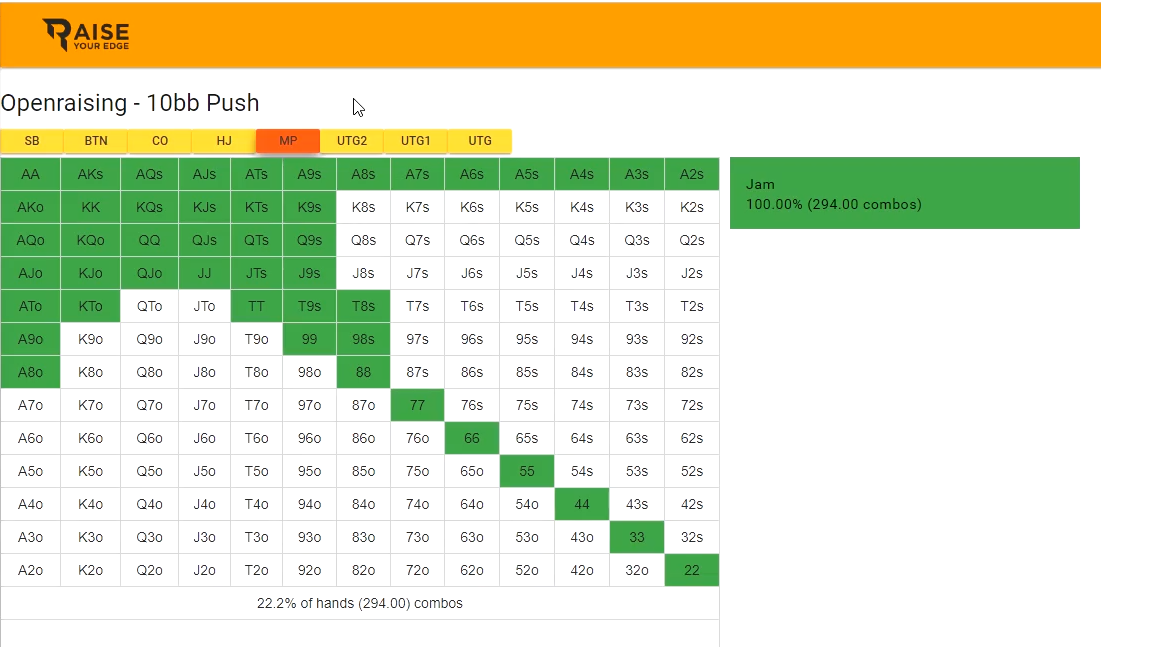 RAISE
YOUR EDGE
Openraising - 10bb Push
SB BTN CO HJ MP UTG2 UTG1 UTG
AA AKs AQs AJs ATs A9s A8s A7s A6s A5s A4s A3s A2s
AKo KK KQs KJs KTs K9s K8s K7s K6s K5s K4s K3s K2s
AQo KQo QQ QJs QTs Q9s Q8s Q7s Q6s Q5s Q4s Q3s Q2s
AJo KJo QJo JJ JTs J9s J8s J7s J6s J5s J4s J3s J2s
ATo KTo QTo JTo TT T9s T8s T7s T6s T5s T4s T3s T2s
A9o K9o Q9o J9o T9o 99 98s 97s 96s 95s 94s 93s 92s
A8o K8o Q8o J8o T8o 98o 88 87s 86s 85s 84s 83s 82s
A7o K7o Q7o J7o T7o 97o 87o 77 76s 75s 74s 73s 72s
A6o K6o Q6o J6o T6o 96o 86o 76o 66 65s 64s 63s 62s
A5o K5o Q5o J5o T5o 95o 85o 75o 65o 55 54s 53s 52s
A4o K4o Q4o J4o T4o 94o 84o 74o 64o 54o 44 43s 42s
A3o K3o Q3o J3o T3o 93o 83o 73o 63o 53o 43o 33 32s
A2o K2o Q2o J2o T2o 92o 82o 72o 62o 52o 42o 32o 22
22.2% of hands (294.00) combos
Jam
100.00% (294.00 combos)